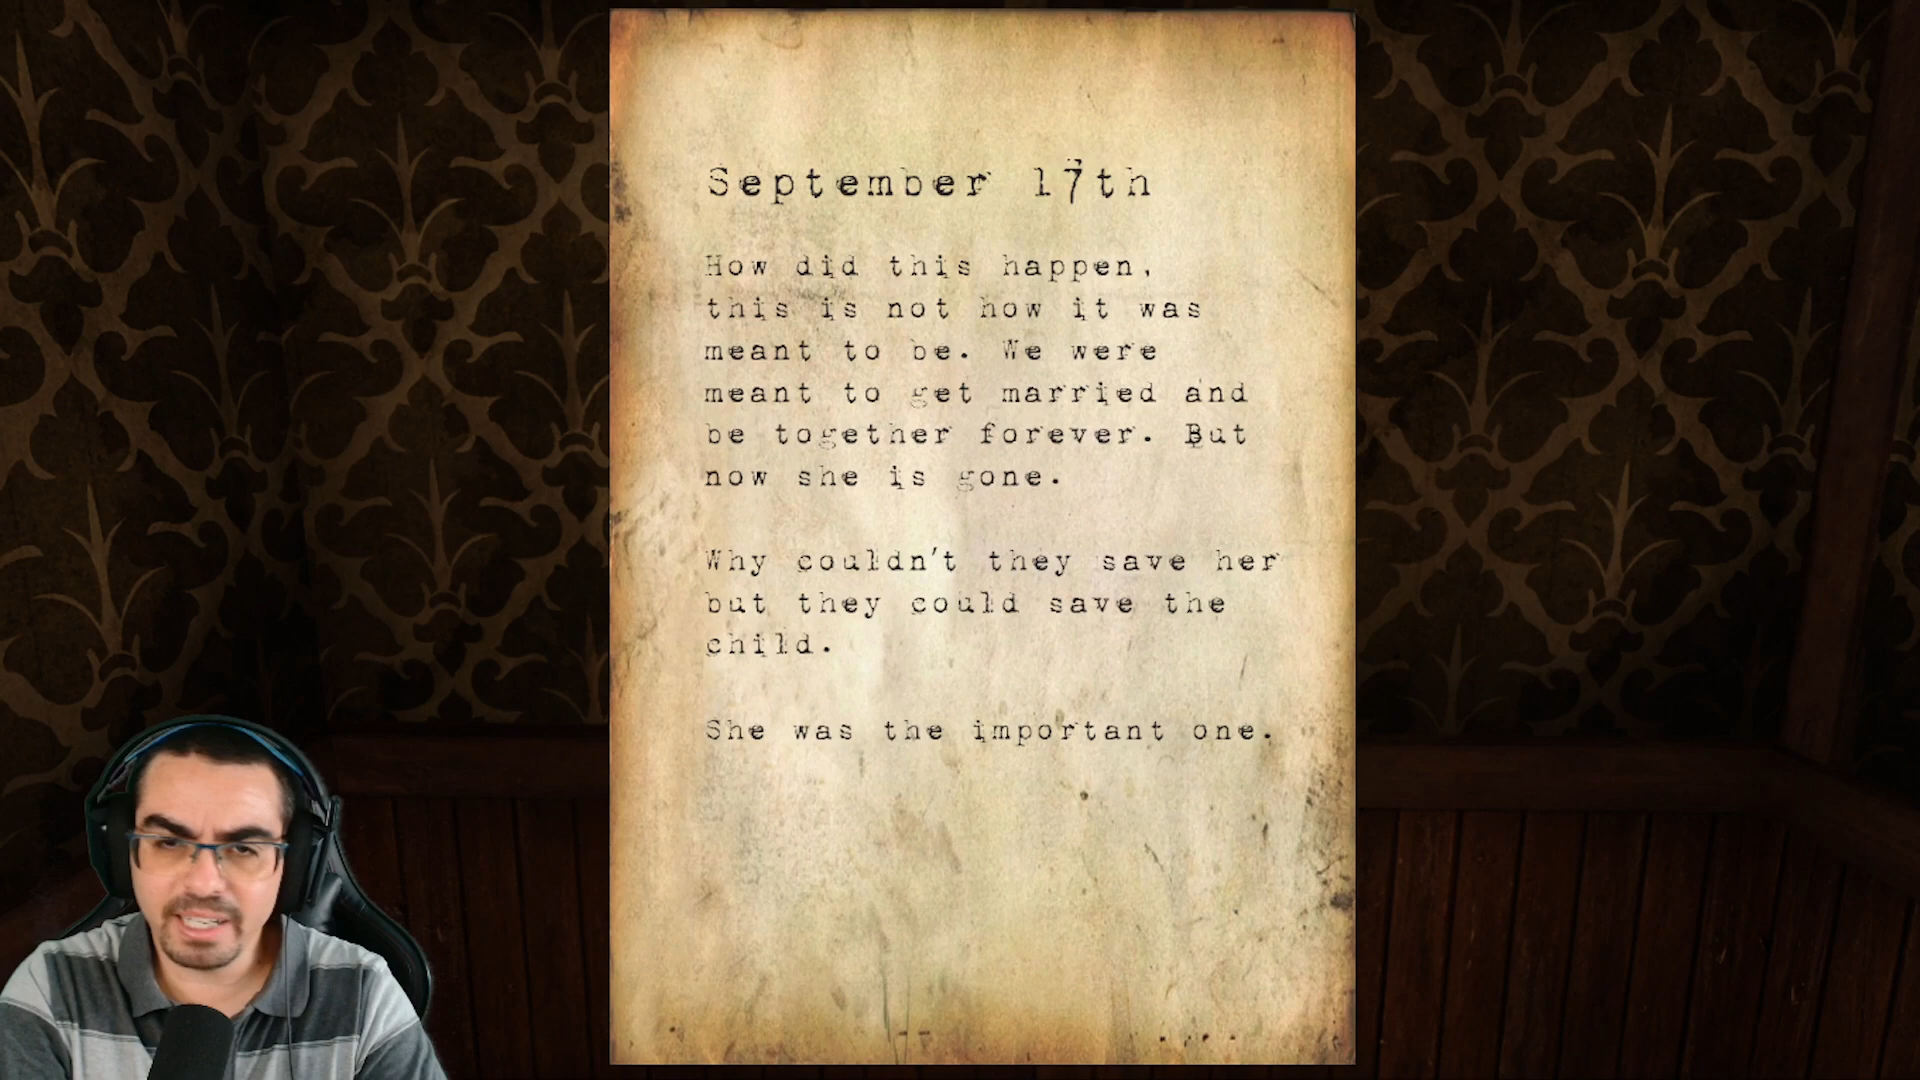 September 17th
How did this happen,
this is not how it was
meant to be. We were
meant to get married and
be together forever. But
now she is gone.
Why couldn't they save her
but they could save the
child.
She was the important one.